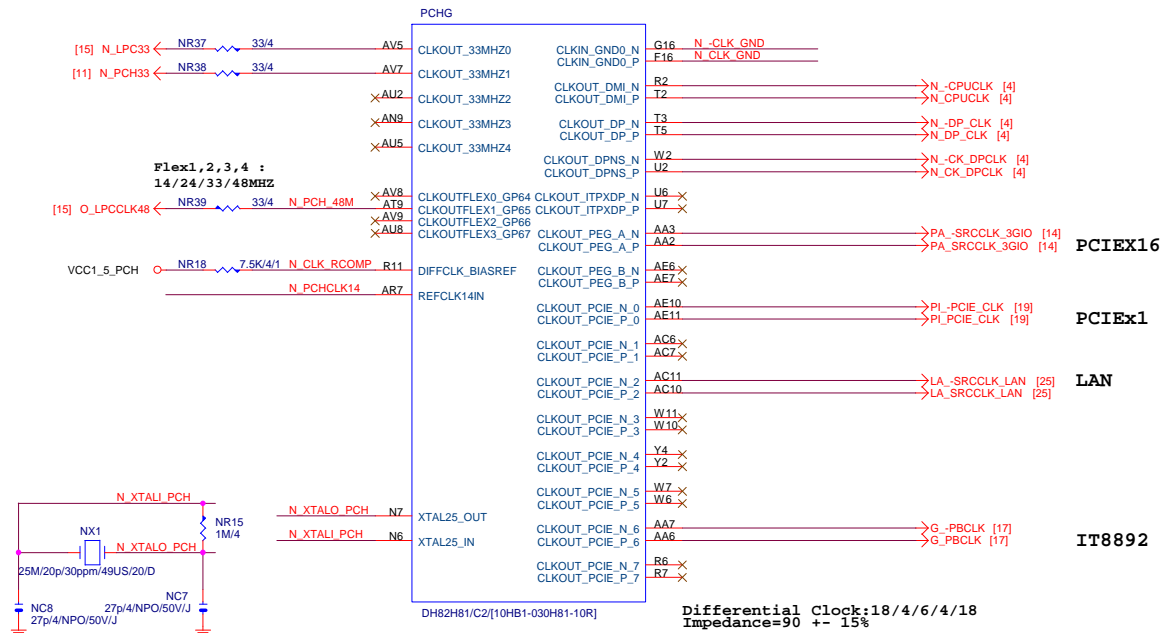 PCHG
[15] N_LPC33 NR37 33/4 AV5 CLKOUT_33MHZ0 CLKIN_GND0_N G16 N_-CLK_GND
CLKIN_GND0_P F16 N_CLK_GND
[11] N_PCH33 NR38 33/4 AV7 CLKOUT_33MHZ1
CLKOUT_DMI_N R2 N_-CPUCLK [4]
AU2 CLKOUT_33MHZ2 CLKOUT_DMI_P T2 N_CPUCLK [4]
AN9 CLKOUT_33MHZ3 CLKOUT_DP_N T3 N_-DP_CLK [4]
CLKOUT_DP_P T5 N_DP_CLK [4]
AU5 CLKOUT_33MHZ4
CLKOUT_DPNS_N W2 N_-CK_DPCLK [4]
Flex1,2,3,4 : CLKOUT_DPNS_P U2 N_CK_DPCLK [4]
14/24/33/48MHZ
AV8 CLKOUTFLEX0_GP64 CLKOUT_ITPXDP_N U6
[15] O_LPCCLK48 NR39 33/4 N_PCH_48M AT9 CLKOUTFLEX1_GP65 CLKOUT_ITPXDP_P U7
AV9 CLKOUTFLEX2_GP66
AU8 CLKOUTFLEX3_GP67 CLKOUT_PEG_A_N AA3 PA_-SRCCLK_3GIO [14]
CLKOUT_PEG_A_P AA2 PA_SRCCLK_3GIO [14] PCIEX16
VCC1_5_PCH NR18 7.5K/4/1 N_CLK_RCOMP R11 DIFFCLK_BIASREF CLKOUT_PEG_B_N AE6
CLKOUT_PEG_B_P AE7
N_PCHCLK14 AR7 REFCLK14IN
CLKOUT_PCIE_N_0 AE10 PI_-PCIE_CLK [19]
CLKOUT_PCIE_P_0 AE11 PI_PCIE_CLK [19] PCIEx1
CLKOUT_PCIE_N_1 AC6
CLKOUT_PCIE_P_1 AC7
CLKOUT_PCIE_N_2 AC11 LA_-SRCCLK_LAN [25] LAN
CLKOUT_PCIE_P_2 AC10 LA_SRCCLK_LAN [25]
CLKOUT_PCIE_N_3 W11
CLKOUT_PCIE_P_3 W10
CLKOUT_PCIE_N_4 Y4
CLKOUT_PCIE_P_4 Y2
CLKOUT_PCIE_N_5 W7
CLKOUT_PCIE_P_5 W6
N_XTALI_PCH
N_XTALO_PCH N7 XTAL25_OUT
NR15
1M/4
CLKOUT_PCIE_N_6 AA7 G_-PBCLK [17]
NX1
N_XTALI_PCH N6 XTAL25_IN CLKOUT_PCIE_P_6 AA6 G_PBCLK [17] IT8892
N_XTALO_PCH
CLKOUT_PCIE_N_7 R6
25M/20p/30ppm/49US/20/D
CLKOUT_PCIE_P_7 R7
NC8 NC7
27p/4/NPO/50V/J 27p/4/NPO/50V/J
DH82H81/C2/[10HB1-030H81-10R]
Differential Clock:18/4/6/4/18
Impedance=90 +- 15%